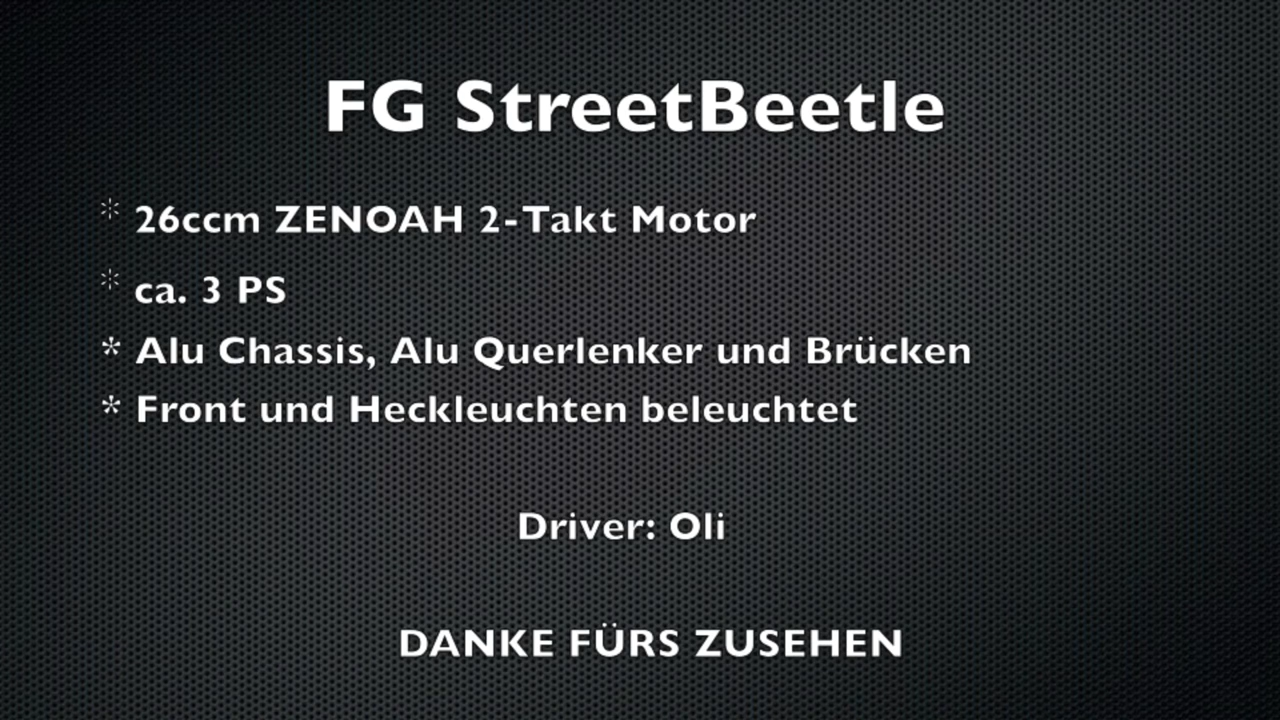 FG StreetBeetle
* 26ccm ZENOAH 2-Takt Motor
* ca. 3 PS
* Alu Chassis, Alu Querlenker und Brücken
* Front und Heckleuchten beleuchtet
Driver: Oli
DANKE FÜRS ZUSEHEN